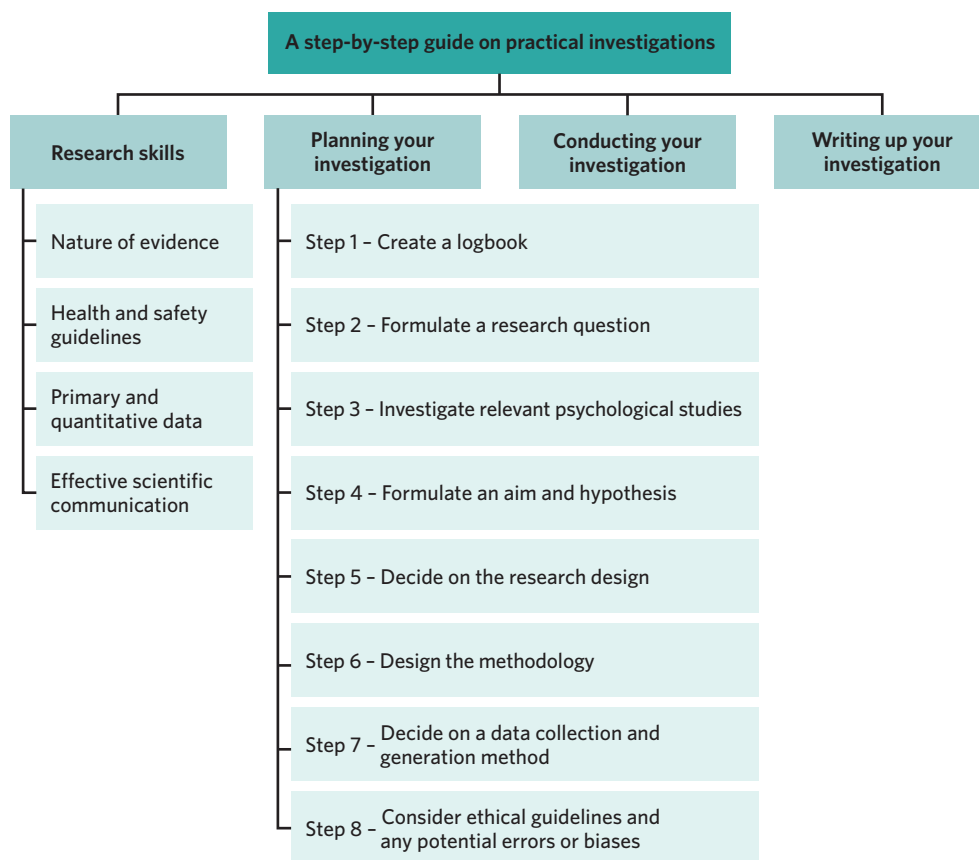 A step-by-step guide on practical investigations
Research skills
Planning your
investigation
Conducting your
investigation
Writing up your
investigation
Nature of evidence
Health and safety
guidelines
Primary and
quantitative data
Effective scientific
communication
Step 1 – Create a logbook
Step 2 – Formulate a research question
Step 3 – Investigate relevant psychological studies
Step 4 – Formulate an aim and hypothesis
Step 5 – Decide on the research design
Step 6 – Design the methodology
Step 7 – Decide on a data collection and
generation method
Step 8 – Consider ethical guidelines and
any potential errors or biases